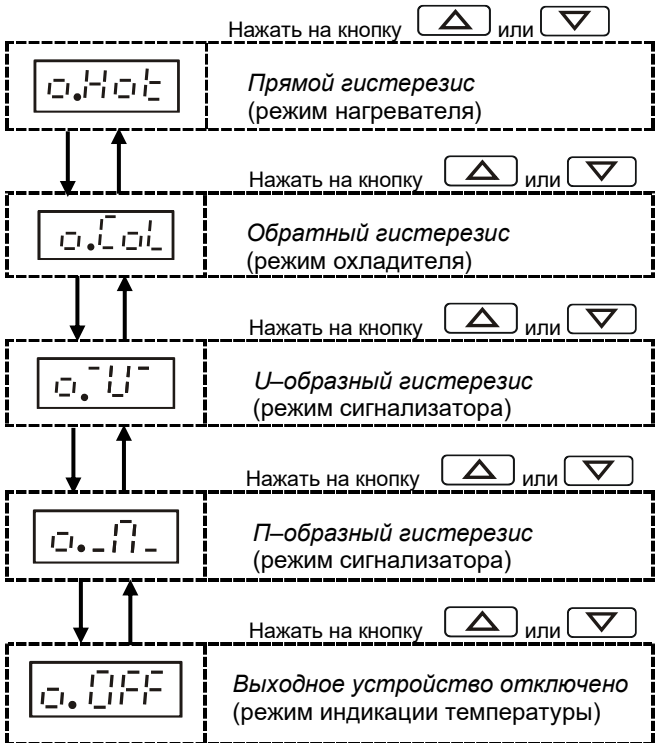 Нажать на кнопку или
o.Hot
Прямой гистерезис
(режим нагревателя)
Нажать на кнопку или
o.CoL
Обратный гистерезис
(режим охладителя)
Нажать на кнопку или
o.¯U¯
U–образный гистерезис
(режим сигнализатора)
Нажать на кнопку или
o._П_
П–образный гистерезис
(режим сигнализатора)
Нажать на кнопку или
o.OFF
Выходное устройство отключено
(режим индикации температуры)